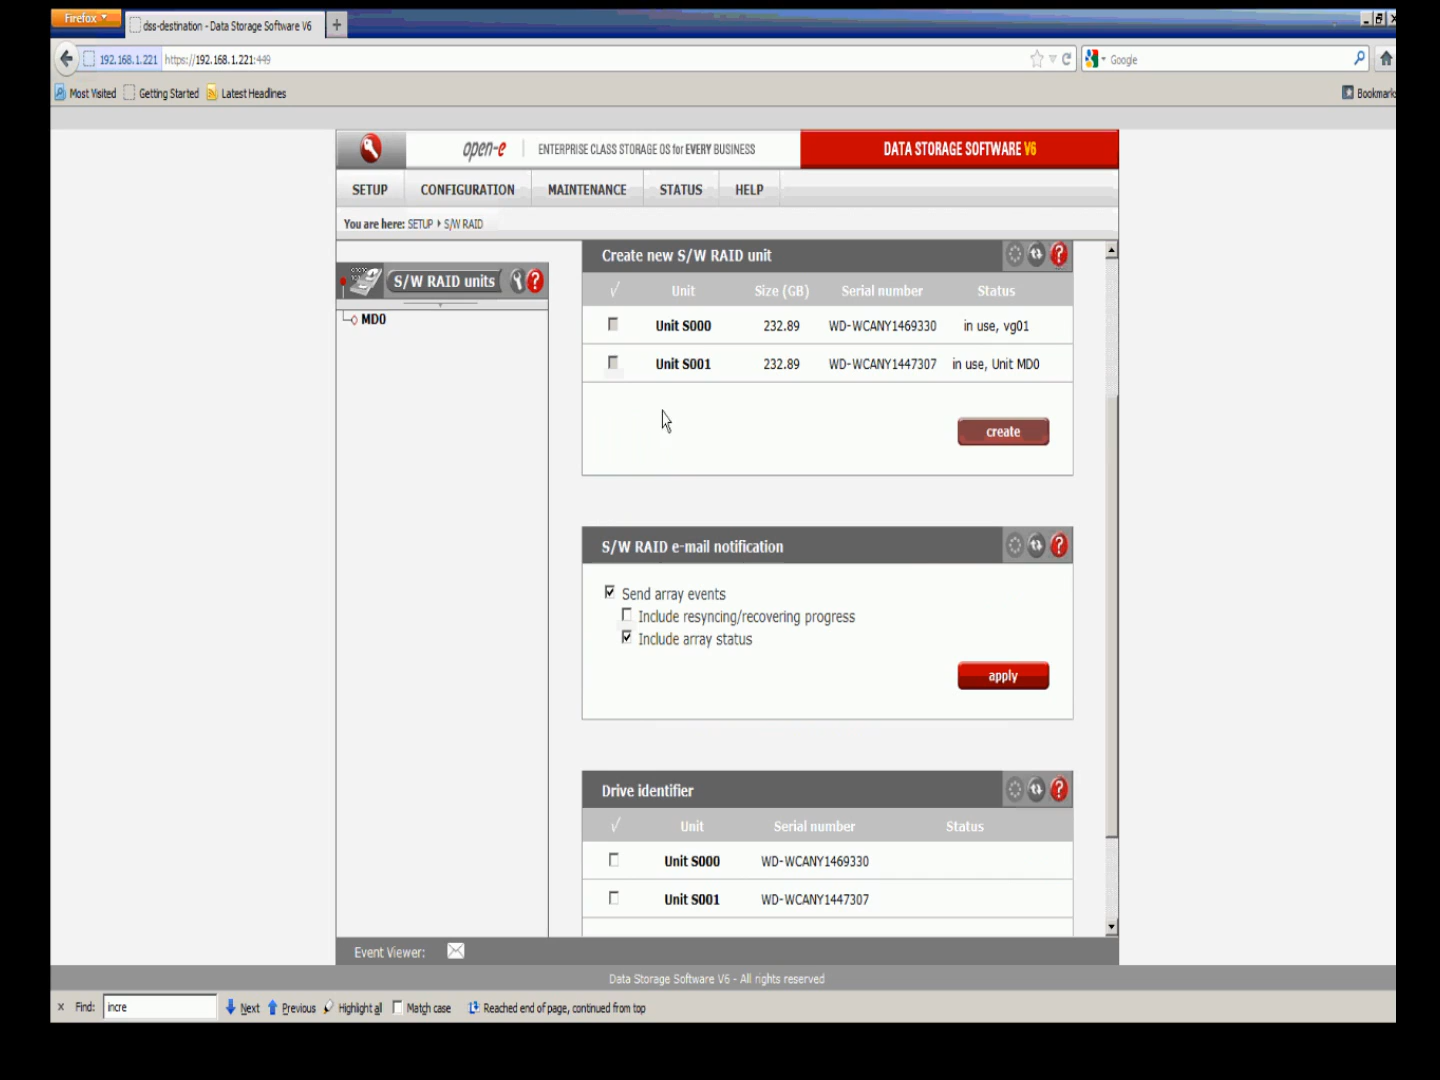 Firefox
dss-destination - Data Storage Software V6
192.168.1.221 https://192.168.1.221:449
Google
Most Visited Getting Started Latest Headlines
Bookmark
open-e ENTERPRISE CLASS STORAGE OS for EVERY BUSINESS
DATA STORAGE SOFTWARE V6
SETUP CONFIGURATION MAINTENANCE STATUS HELP
You are here: SETUP S/W RAID
S/W RAID units
MD0
Create new S/W RAID unit
Unit Size (GB) Serial number Status
Unit S000 232.89 WD-WCANY1469330 in use, vg01
Unit S001 232.89 WD-WCANY1447307 in use, Unit MD0
create
S/W RAID e-mail notification
Send array events
Include resyncing/recovering progress
Include array status
apply
Drive identifier
Unit Serial number Status
Unit S000 WD-WCANY1469330
Unit S001 WD-WCANY1447307
Event Viewer:
Data Storage Software V6 - All rights reserved
x Find: incre Next Previous Highlight all Match case Reached end of page, continued from top